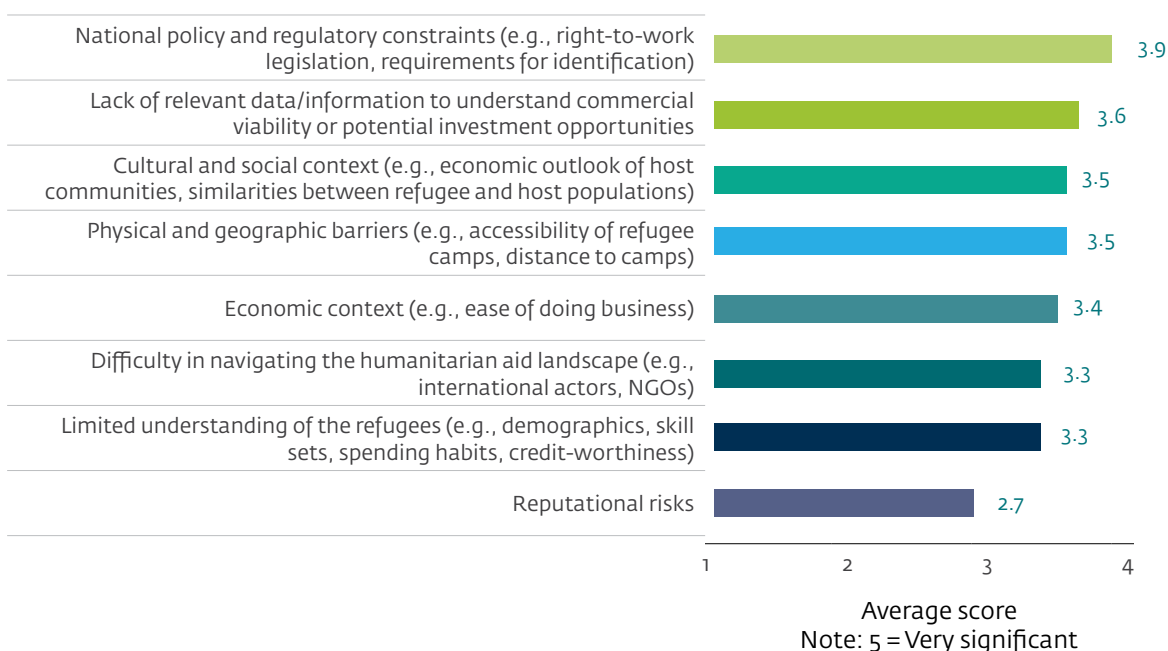 National policy and regulatory constraints (e.g., right-to-work
legislation, requirements for identification)
3.9
Lack of relevant data/information to understand commercial
viability or potential investment opportunities
3.6
Cultural and social context (e.g., economic outlook of host
communities, similarities between refugee and host populations)
3.5
Physical and geographic barriers (e.g., accessibility of refugee
camps, distance to camps)
3.5
Economic context (e.g., ease of doing business)
3.4
Difficulty in navigating the humanitarian aid landscape (e.g.,
international actors, NGOs)
3.3
Limited understanding of the refugees (e.g., demographics, skill
sets, spending habits, credit-worthiness)
3.3
Reputational risks
2.7
1 2 3 4
Average score
Note: 5 = Very significant